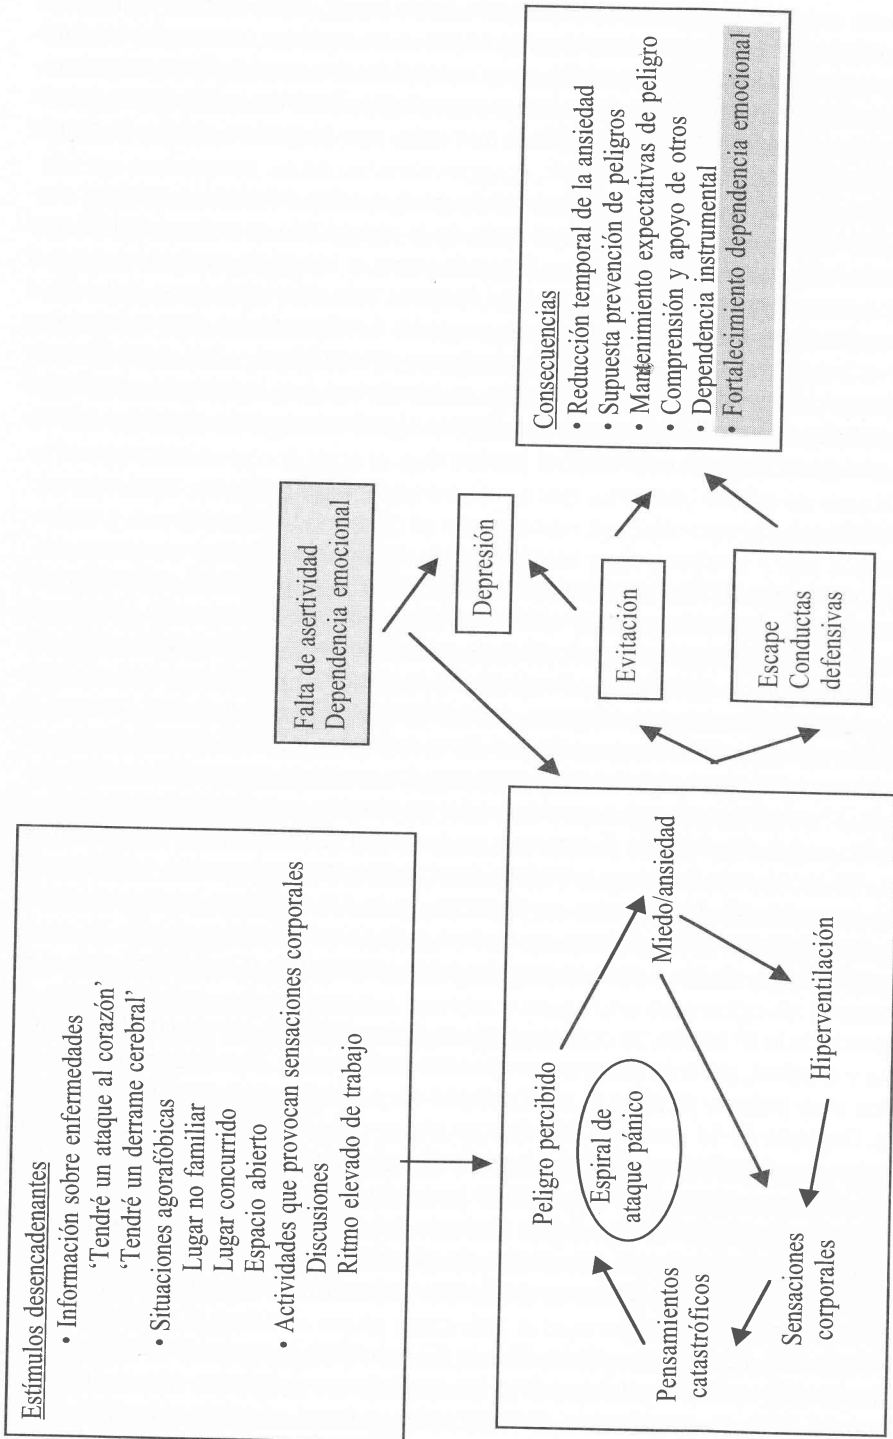 Estímulos desencadenantes
• Información sobre enfermedades
‘Tendré un ataque al corazón’
‘Tendré un derrame cerebral’
• Situaciones agorafóbicas
Lugar no familiar
Lugar concurrido
Espacio abierto
• Actividades que provocan sensaciones corporales
Discusiones
Ritmo elevado de trabajo
Falta de asertividad
Dependencia emocional
Depresión
Peligro percibido
Espiral de
ataque pánico
Miedo/ansiedad
Pensamientos
catastróficos
Sensaciones
corporales
Hiperventilación
Evitación
Escape
Conductas
defensivas
Consecuencias
• Reducción temporal de la ansiedad
• Supuesta prevención de peligros
• Mantenimiento expectativas de peligro
• Comprensión y apoyo de otros
• Dependencia instrumental
• Fortalecimiento dependencia emocional